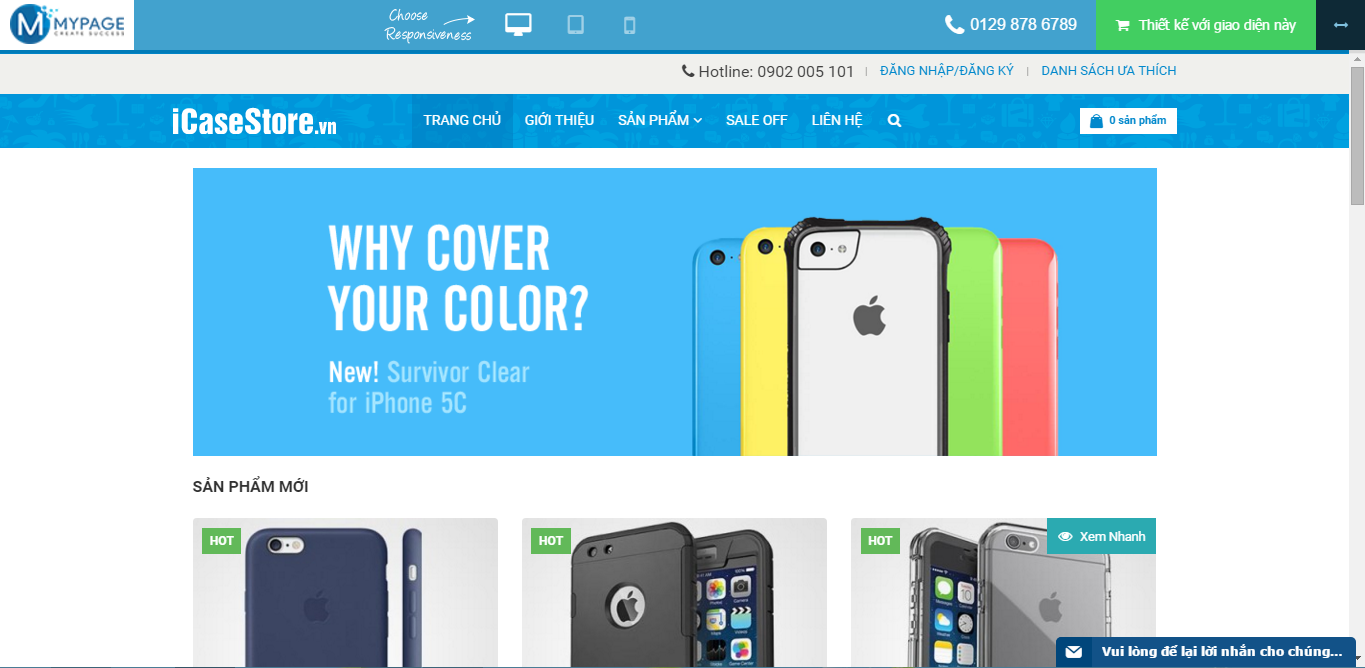 MYPAGE
CREATE SUCCESS
Choose
Responsiveness
0129 878 6789
Thiết kế với giao diện này
Hotline: 0902 005 101
ĐĂNG NHẬP/ĐĂNG KÝ
DANH SÁCH ƯA THÍCH
iCaseStore.vn
TRANG CHỦ
GIỚI THIỆU
SẢN PHẨM
SALE OFF
LIÊN HỆ
0 sản phẩm
WHY COVER
YOUR COLOR?
New! Survivor Clear
for iPhone 5C
SẢN PHẨM MỚI
HOT
HOT
HOT
Xem Nhanh
Vui lòng để lại lời nhắn cho chúng...